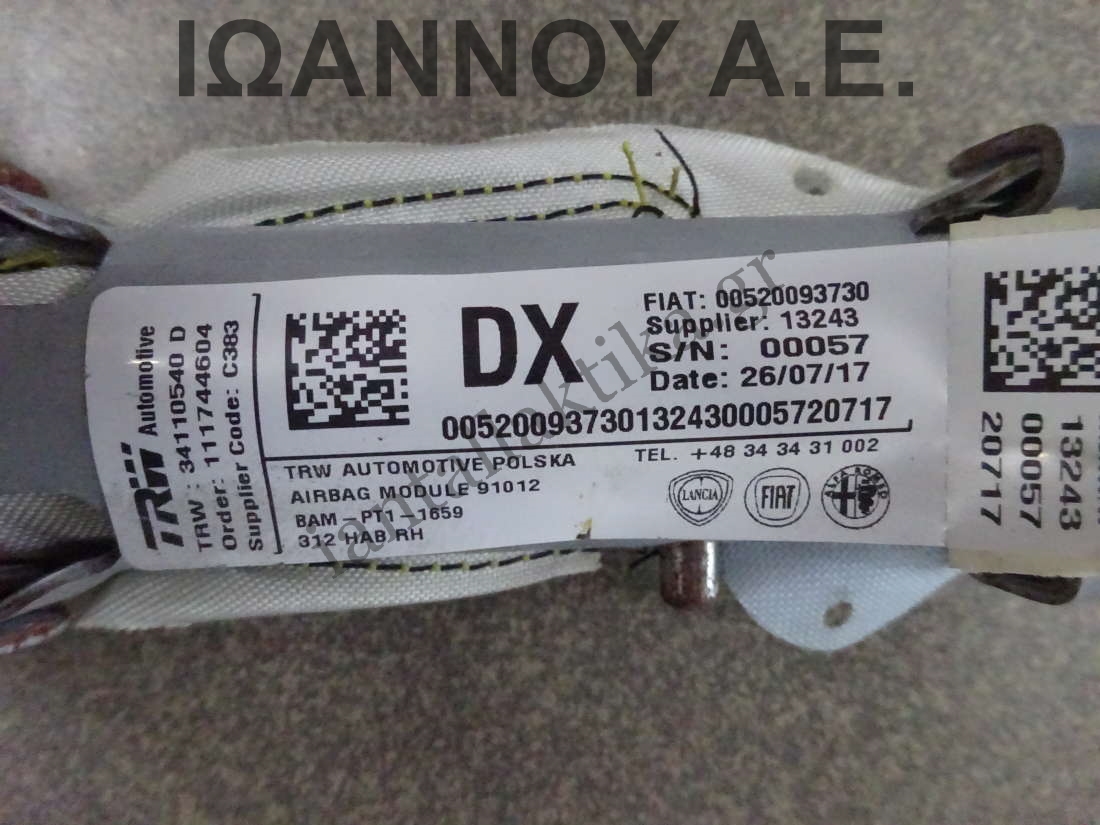 ΙΩΑΝΝΟΥ Α.Ε.
TRW Automotive
TRW : 34110540 D
Order: 1111744604
Supplier Code: C383
DX
FIAT: 00520093730
Supplier: 13243
S/N: 00057
Date: 26/07/17
00520093730132430005720717
TRW AUTOMOTIVE POLSKA
AIRBAG MODULE 91012
BAM - PT1 - 1659
312 HAB RH
TEL. +48 34 34 31 002
LANCIA
FIAT
ALFA ROMEO
13243
00057
20717
iantallaktika.gr